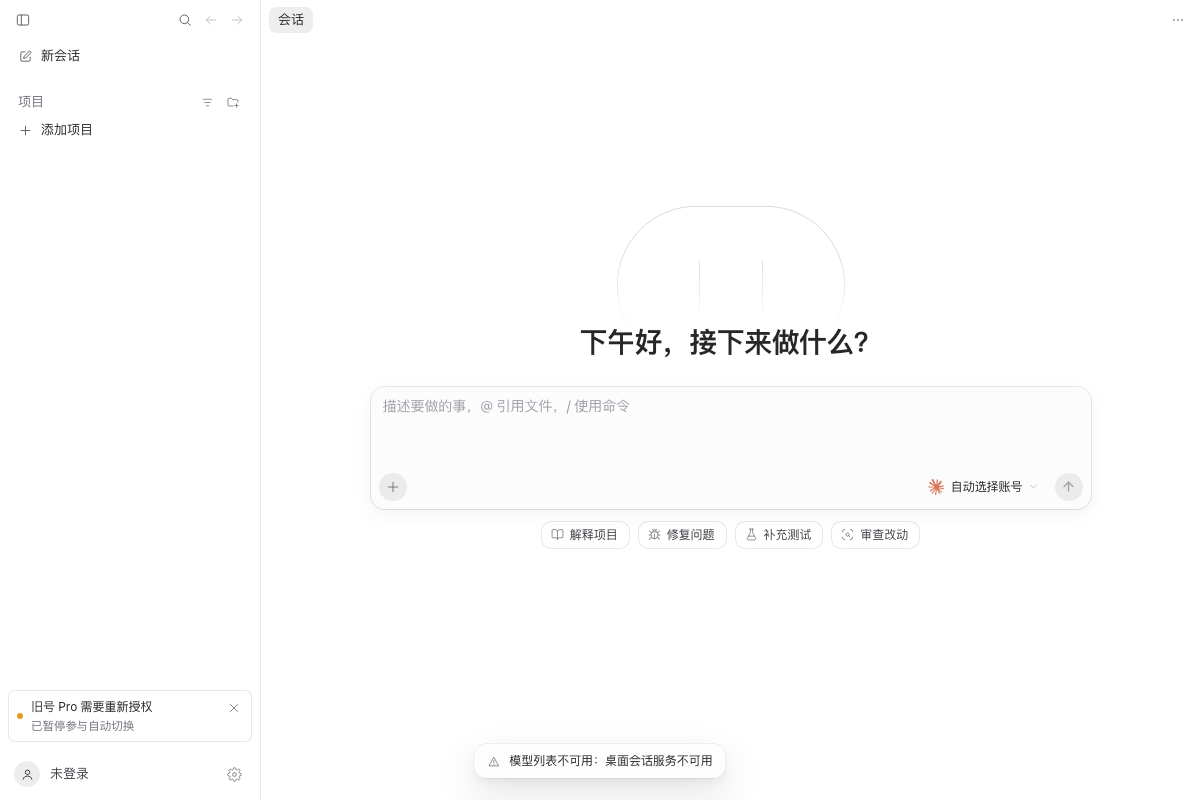 新会话
项目
添加项目
旧号 Pro 需要重新授权
已暂停参与自动切换
未登录
会话
下午好，接下来做什么?
描述要做的事，@ 引用文件，/ 使用命令
自动选择账号
解释项目
修复问题
补充测试
审查改动
模型列表不可用：桌面会话服务不可用